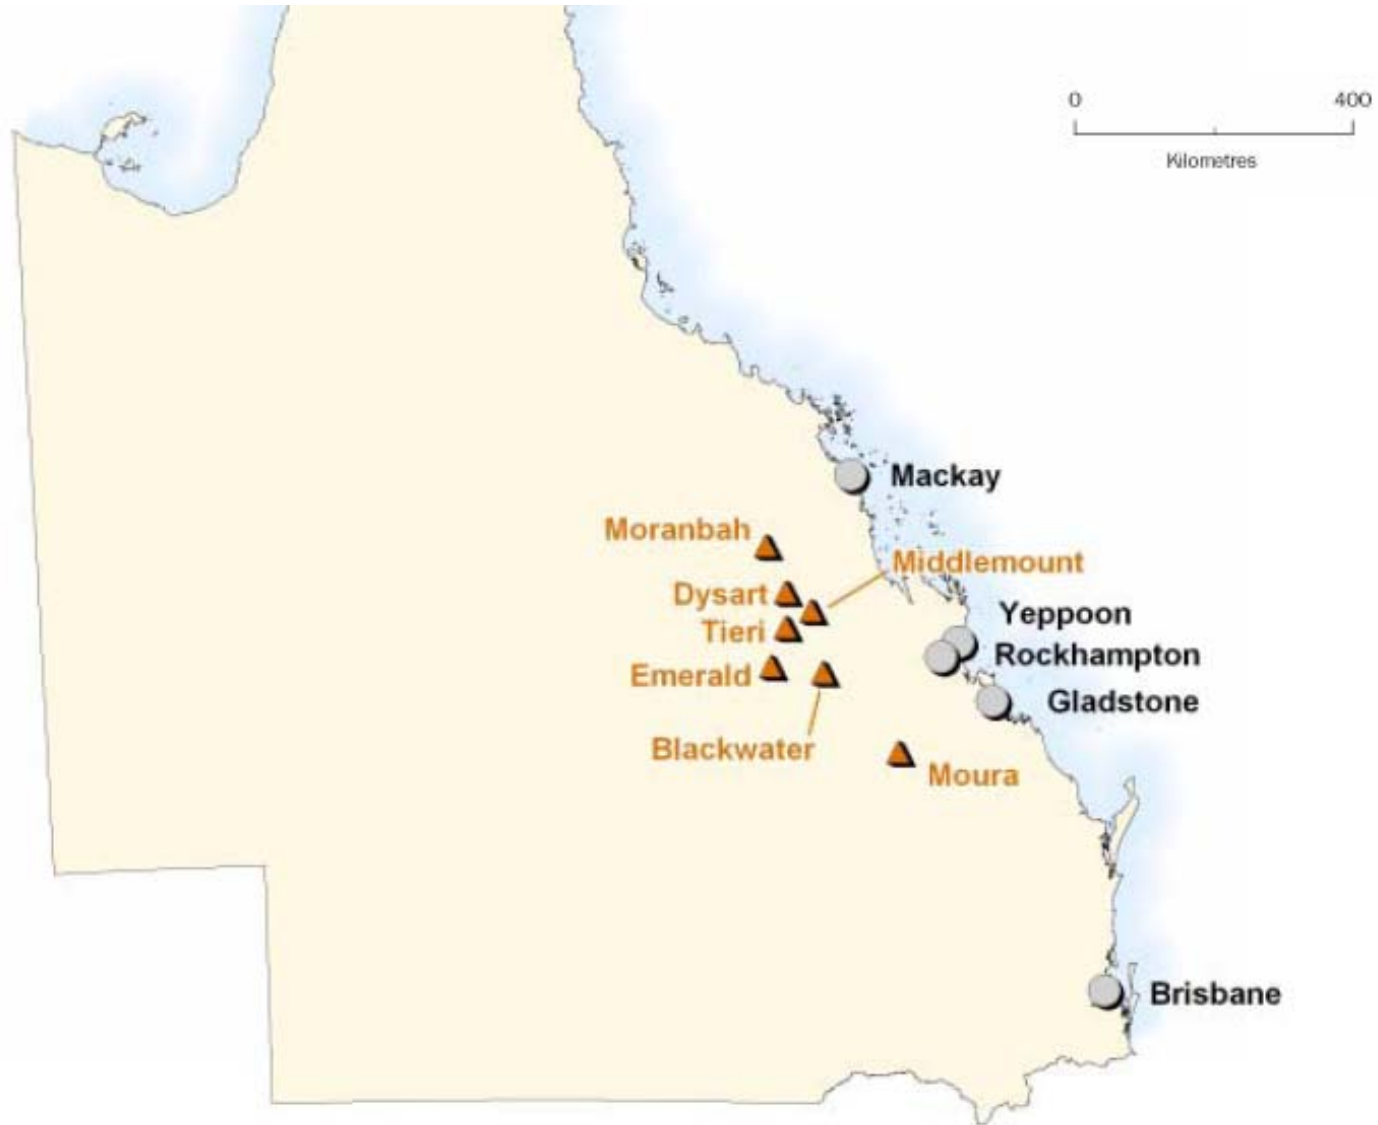 0 400
Kilometres
Mackay
Moranbah
Middlemount
Dysart
Yeppoon
Tieri
Rockhampton
Emerald
Gladstone
Blackwater
Moura
Brisbane